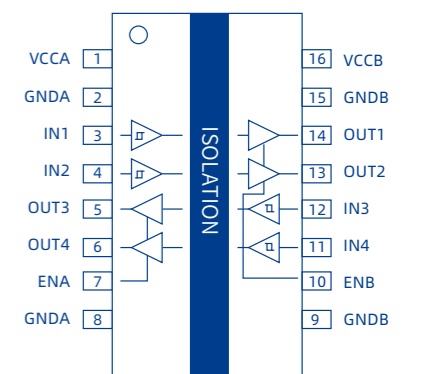 VCCA 1 16 VCCB
GNDA 2 15 GNDB
IN1 3 14 OUT1
IN2 4 13 OUT2
OUT3 5 12 IN3
OUT4 6 11 IN4
ENA 7 10 ENB
GNDA 8 9 GNDB
ISOLATION